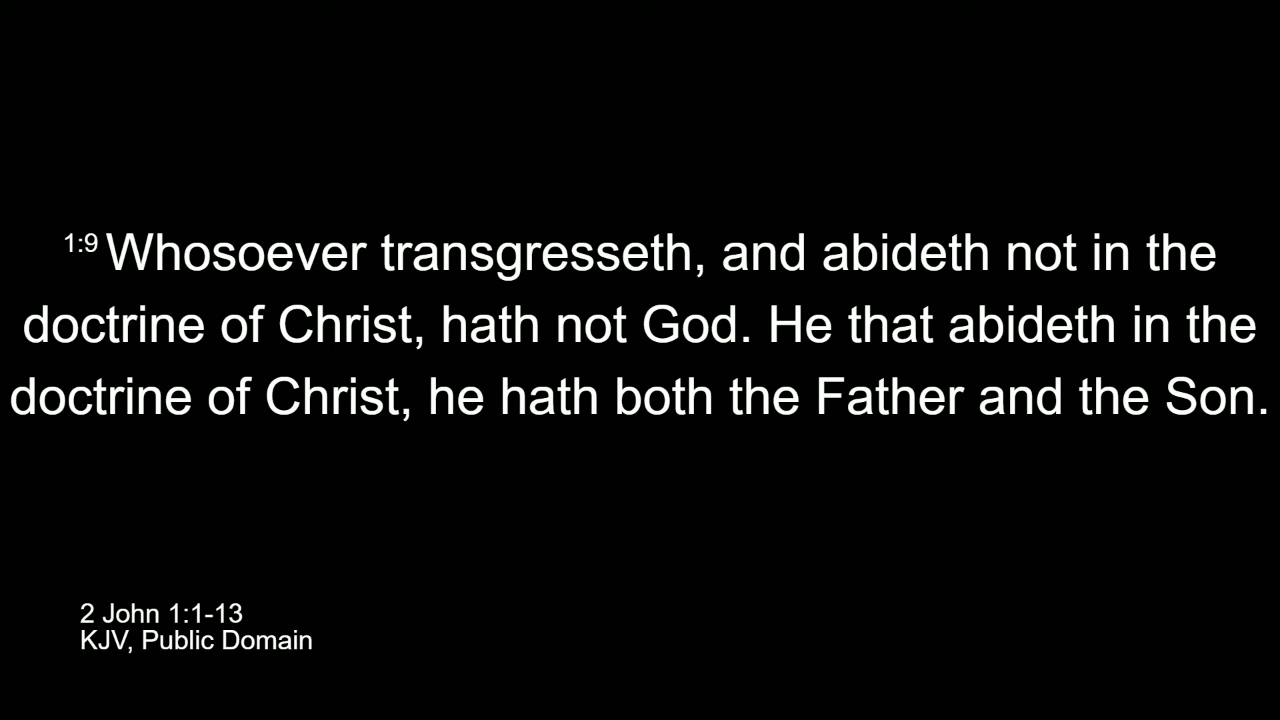 1:9 Whosoever transgresseth, and abideth not in the
doctrine of Christ, hath not God. He that abideth in the
doctrine of Christ, he hath both the Father and the Son.
2 John 1:1-13
KJV, Public Domain